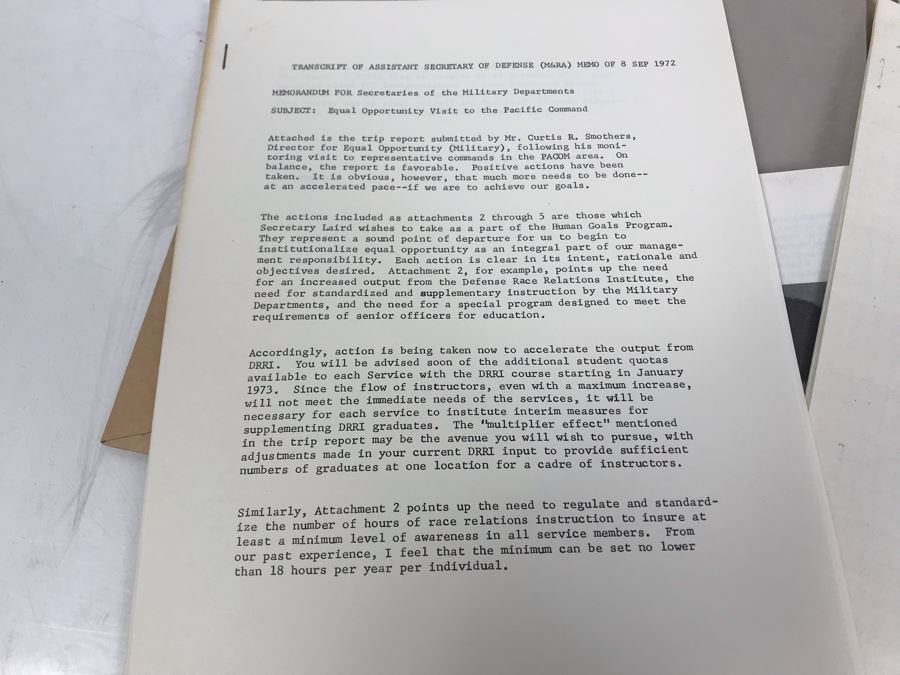 TRANSCRIPT OF ASSISTANT SECRETARY OF DEFENSE (M&RA) MEMO OF 8 SEP 1972
MEMORANDUM FOR Secretaries of the Military Departments
SUBJECT: Equal Opportunity Visit to the Pacific Command
Attached is the trip report submitted by Mr. Curtis R. Smothers,
Director for Equal Opportunity (Military), following his moni-
toring visit to representative commands in the PACOM area. On
balance, the report is favorable. Positive actions have been
taken. It is obvious, however, that much more needs to be done--
at an accelerated pace--if we are to achieve our goals.
The actions included as attachments 2 through 5 are those which
Secretary Laird wishes to take as a part of the Human Goals Program.
They represent a sound point of departure for us to begin to
institutionalize equal opportunity as an integral part of our manage-
ment responsibility. Each action is clear in its intent, rationale and
objectives desired. Attachment 2, for example, points up the need
for an increased output from the Defense Race Relations Institute, the
need for standardized and supplementary instruction by the Military
Departments, and the need for a special program designed to meet the
requirements of senior officers for education.
Accordingly, action is being taken now to accelerate the output from
DRRI. You will be advised soon of the additional student quotas
available to each Service with the DRRI course starting in January
1973. Since the flow of instructors, even with a maximum increase,
will not meet the immediate needs of the services, it will be
necessary for each service to institute interim measures for
supplementing DRRI graduates. The "multiplier effect" mentioned
in the trip report may be the avenue you will wish to pursue, with
adjustments made in your current DRRI input to provide sufficient
numbers of graduates at one location for a cadre of instructors.
Similarly, Attachment 2 points up the need to regulate and standard-
ize the number of hours of race relations instruction to insure at
least a minimum level of awareness in all service members. From
our past experience, I feel that the minimum can be set no lower
than 18 hours per year per individual.